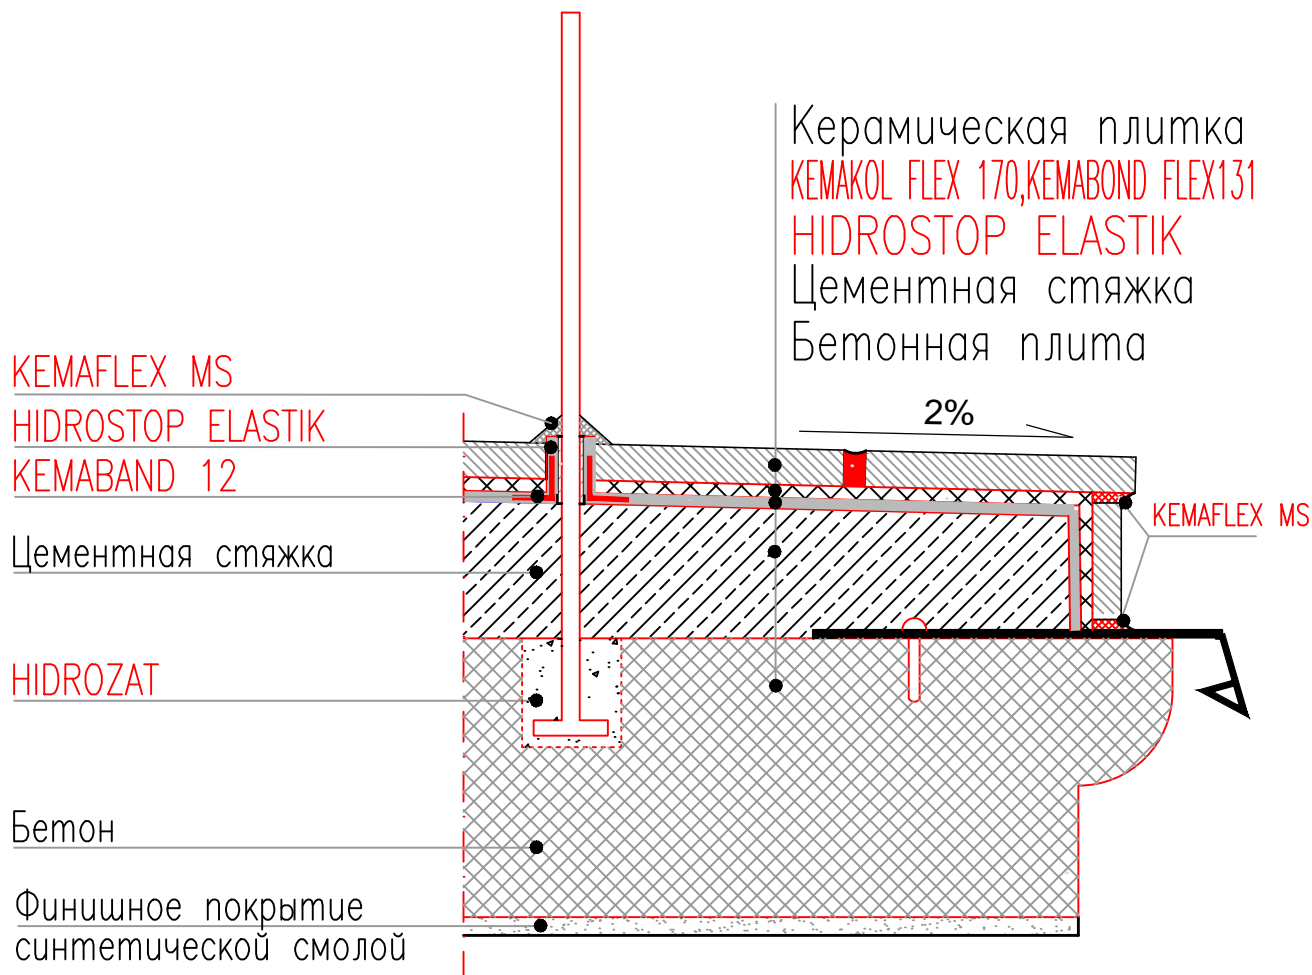 Керамическая плитка
KEMAKOL FLEX 170,KEMABOND FLEX131
HIDROSTOP ELASTIK
Цементная стяжка
Бетонная плита
2%
KEMAFLEX MS
HIDROSTOP ELASTIK
KEMABAND 12
Цементная стяжка
KEMAFLEX MS
HIDROZAT
Бетон
Финишное покрытие
синтетической смолой